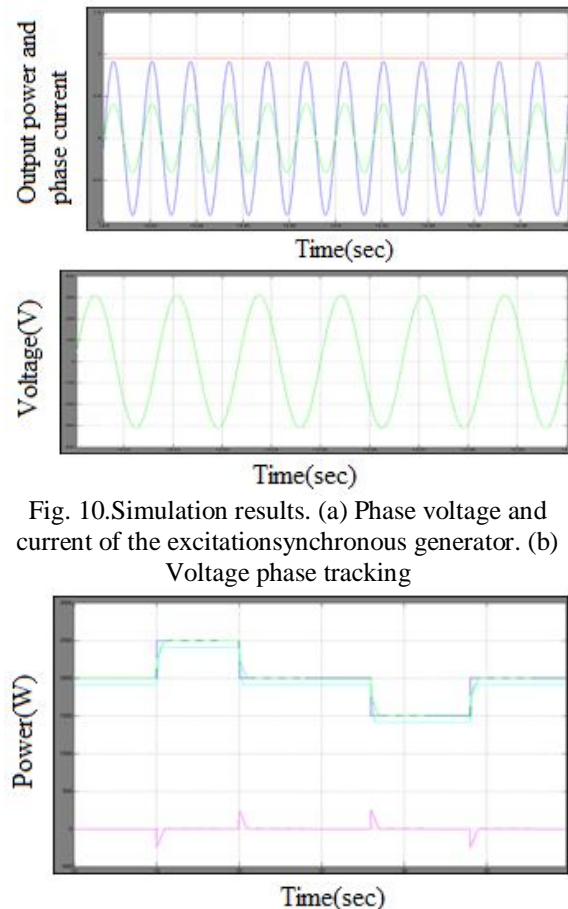 Output power and
phase current
Time(sec)
Voltage(V)
Time(sec)
Fig. 10.Simulation results. (a) Phase voltage and
current of the excitationsynchronous generator. (b)
Voltage phase tracking
Power(W)
Time(sec)